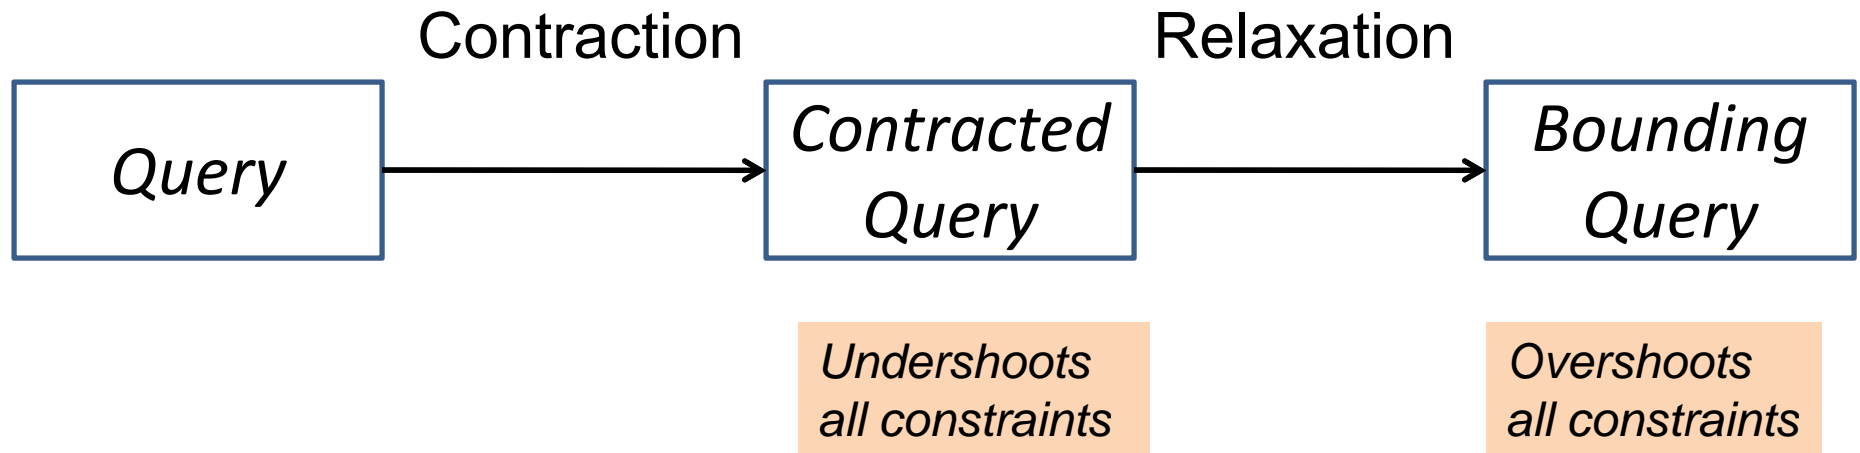 Contraction
Relaxation
Query
Contracted
Query
Bounding
Query
Undershoots
all constraints
Overshoots
all constraints